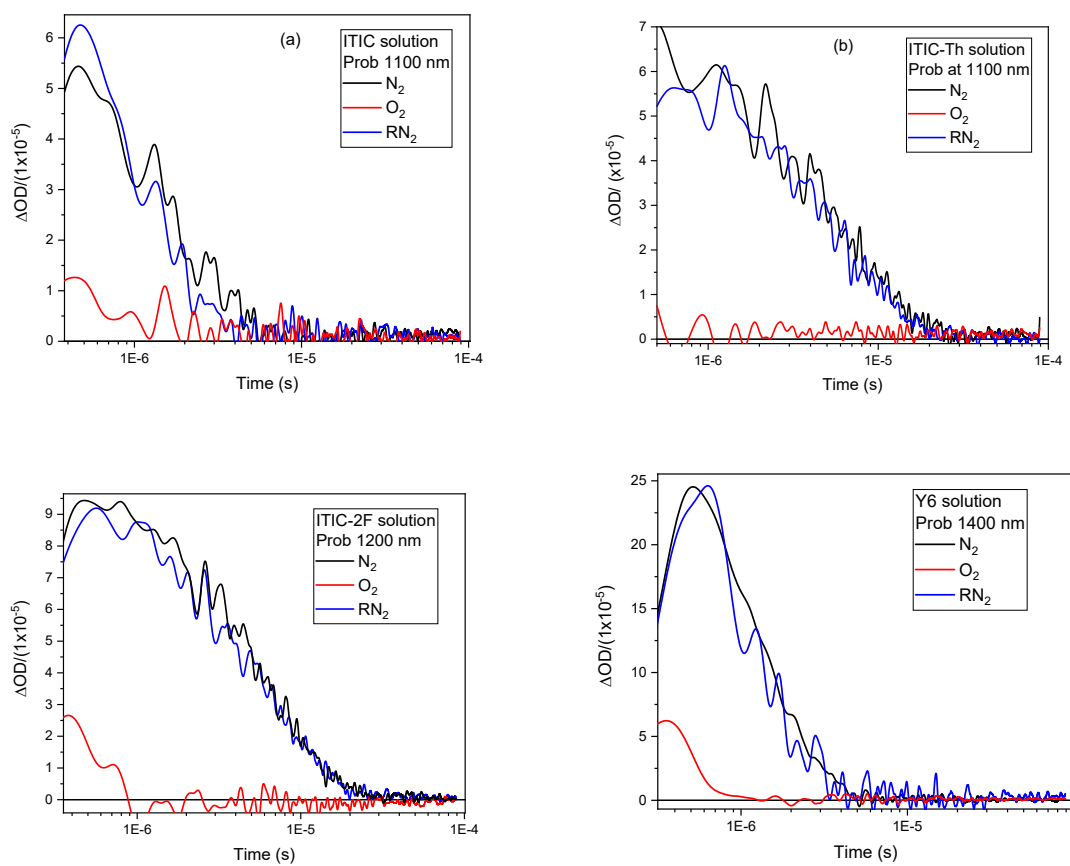 (a)
ITIC solution
Prob 1100 nm
N₂
O₂
RN₂
ΔOD/(1x10⁻⁵)
6
5
4
3
2
1
0
1E-6
1E-5
1E-4
Time (s)
(b)
ITIC-Th solution
Prob at 1100 nm
N₂
O₂
RN₂
ΔOD/ (x10⁻⁵)
7
6
5
4
3
2
1
0
1E-6
1E-5
1E-4
Time (s)
ITIC-2F solution
Prob 1200 nm
N₂
O₂
RN₂
ΔOD/(1x10⁻⁵)
9
8
7
6
5
4
3
2
1
0
1E-6
1E-5
1E-4
Time (s)
Y6 solution
Prob 1400 nm
N₂
O₂
RN₂
ΔOD/(1x10⁻⁵)
25
20
15
10
5
0
1E-6
1E-5
Time (s)